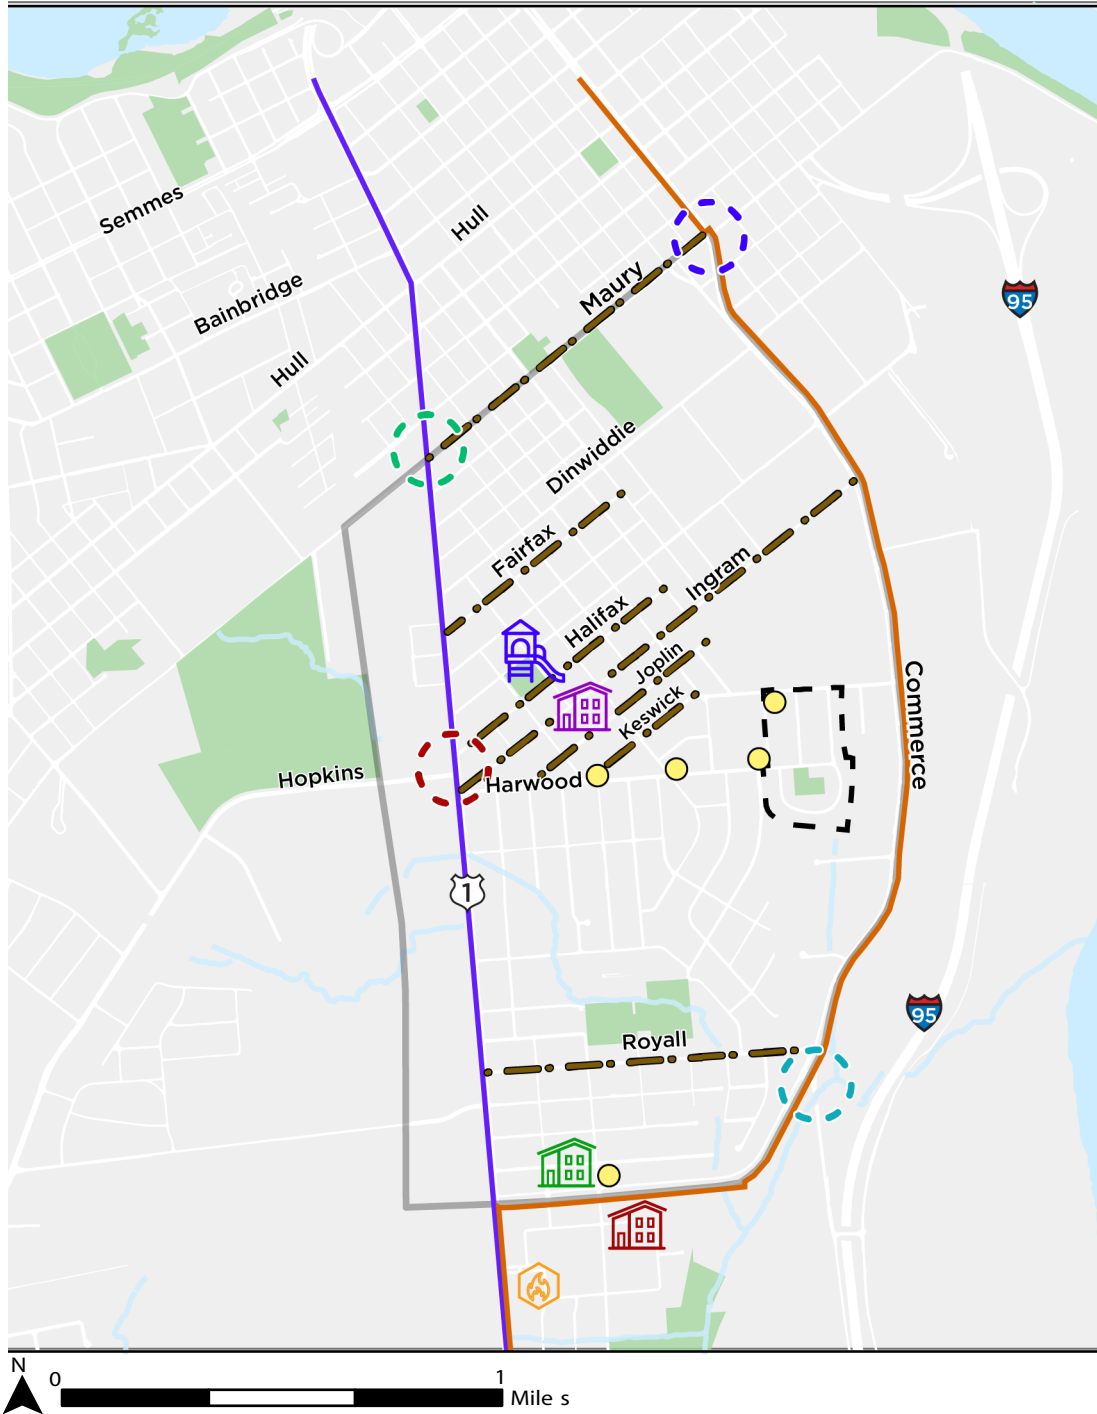 Semmes
Hull
Bainbridge
Maury
95
Hull
Dinwiddie
Fairfax
Ingram
Halifax
Joplin
Keswick
Commerce
Hopkins
Harwood
1
95
Royall
N
0
1
Mile s